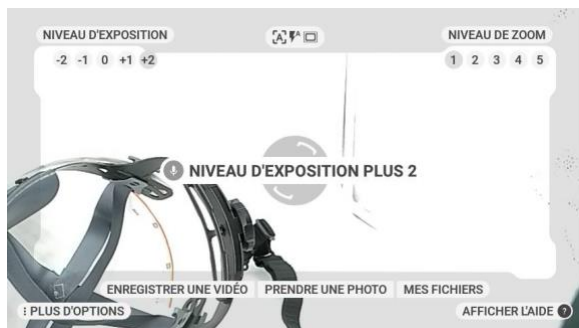 NIVEAU D'EXPOSITION
NIVEAU DE ZOOM
-2 -1 0 +1 +2
1 2 3 4 5
NIVEAU D'EXPOSITION PLUS 2
ENREGISTRER UNE VIDÉO PRENDRE UNE PHOTO MES FICHIERS
PLUS D'OPTIONS
AFFICHER L'AIDE ?